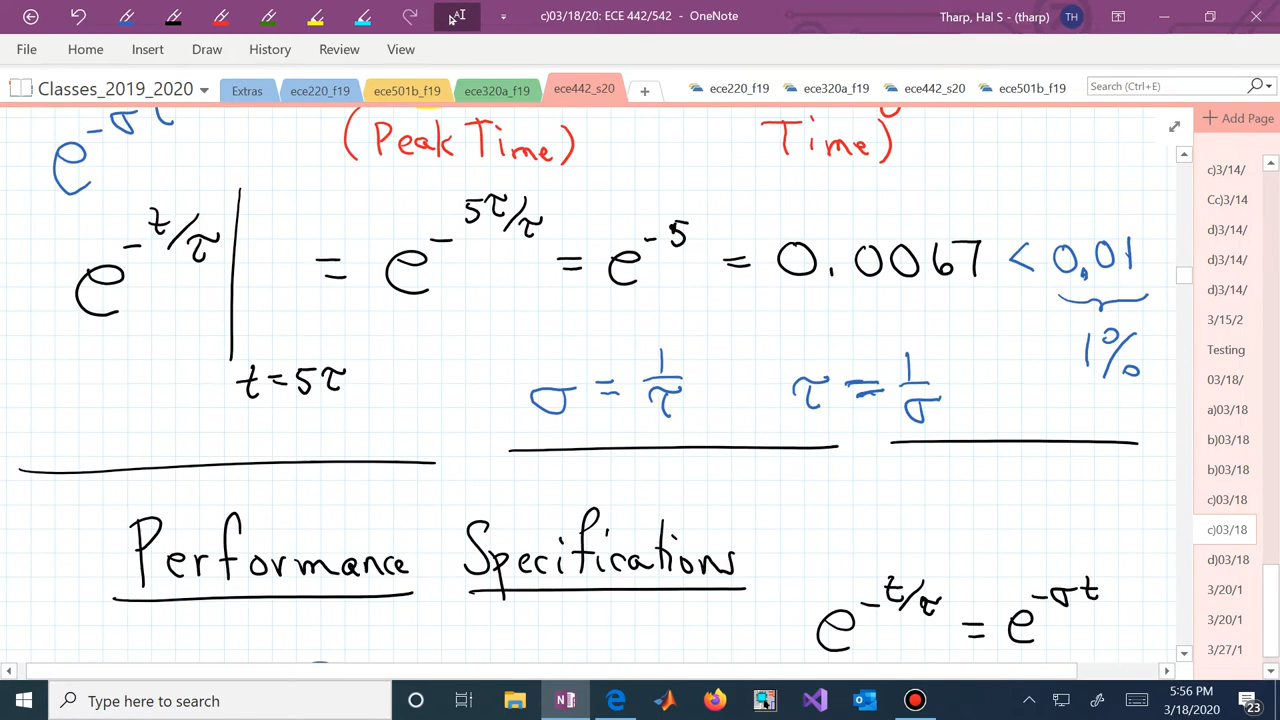 c)03/18/20: ECE 442/542 - OneNote
Tharp, Hal S - (tharp)
TH
File Home Insert Draw History Review View
Classes_2019_2020
Extras ece220_f19 ece501b_f19 ece320a_f19 ece442_s20
ece220_f19 ece320a_f19 ece442_s20 ece501b_f19
Search (Ctrl+E)
Add Page
c)3/14/
Cc)3/14
d)3/14/
d)3/14/
d)3/14/
3/15/2
Testing
03/18/
a)03/18
b)03/18
b)03/18
c)03/18
c)03/18
d)03/18
3/20/1
3/20/1
3/27/1
e^-σt
(Peak Time) Time)
e^-t/τ | t=5τ = e^-5τ/τ = e^-5 = 0.0067 < 0.01
1%
σ = 1/τ τ = 1/σ
Performance Specifications
e^-t/τ = e^-σt
Type here to search
5:56 PM
3/18/2020
23